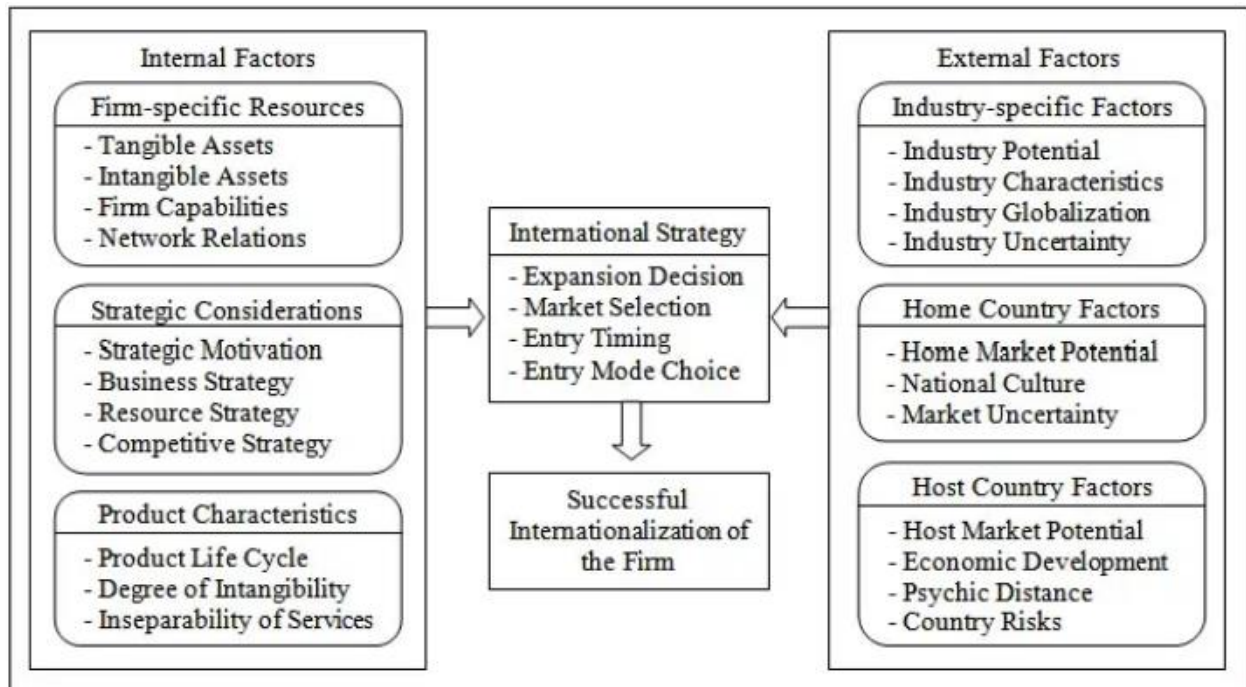 Internal Factors
Firm-specific Resources
- Tangible Assets
- Intangible Assets
- Firm Capabilities
- Network Relations
Strategic Considerations
- Strategic Motivation
- Business Strategy
- Resource Strategy
- Competitive Strategy
Product Characteristics
- Product Life Cycle
- Degree of Intangibility
- Inseparability of Services
International Strategy
- Expansion Decision
- Market Selection
- Entry Timing
- Entry Mode Choice
Successful
Internationalization of
the Firm
External Factors
Industry-specific Factors
- Industry Potential
- Industry Characteristics
- Industry Globalization
- Industry Uncertainty
Home Country Factors
- Home Market Potential
- National Culture
- Market Uncertainty
Host Country Factors
- Host Market Potential
- Economic Development
- Psychic Distance
- Country Risks